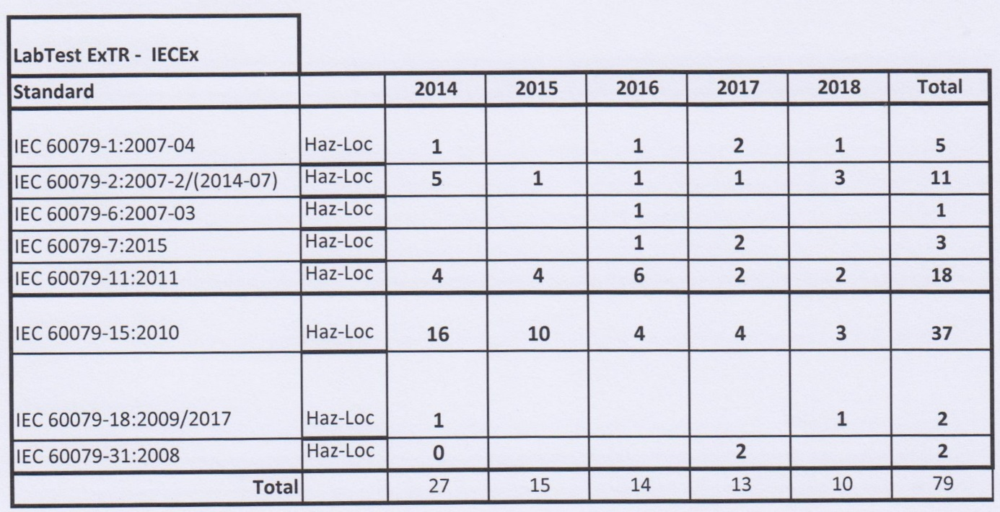 LabTest ExTR - IECEx
Standard 2014 2015 2016 2017 2018 Total
IEC 60079-1:2007-04 Haz-Loc 1 1 2 1 5
IEC 60079-2:2007-2/(2014-07) Haz-Loc 5 1 1 1 3 11
IEC 60079-6:2007-03 Haz-Loc 1 1
IEC 60079-7:2015 Haz-Loc 1 2 3
IEC 60079-11:2011 Haz-Loc 4 4 6 2 2 18
IEC 60079-15:2010 Haz-Loc 16 10 4 4 3 37
IEC 60079-18:2009/2017 Haz-Loc 1 1 2
IEC 60079-31:2008 Haz-Loc 0 2 2
Total 27 15 14 13 10 79